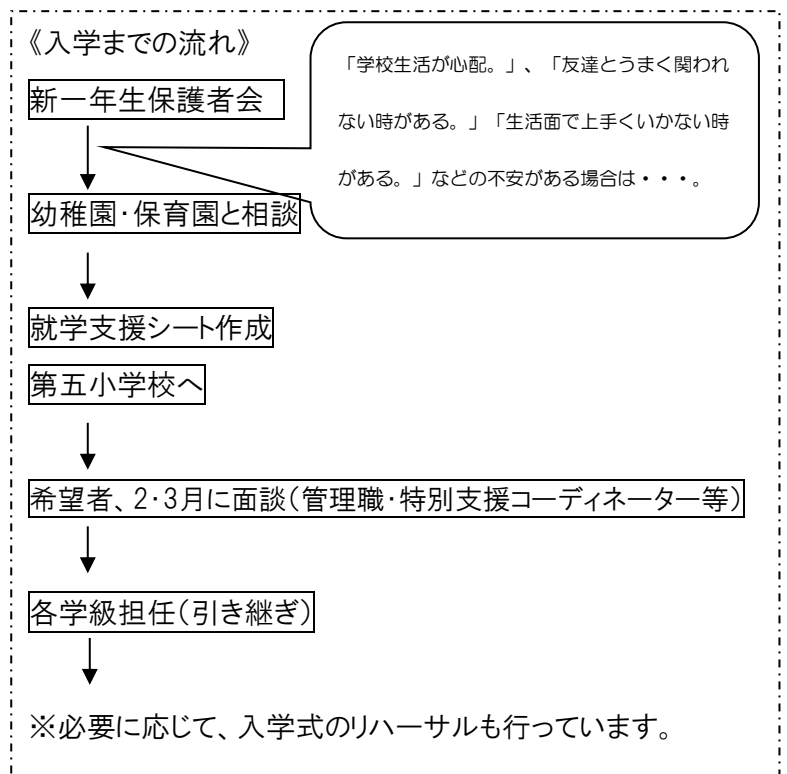 《入学までの流れ》
「学校生活が心配。」、「友達とうまく関われ
ない時がある。」「生活面で上手くいかない時
がある。」などの不安がある場合は・・・。
新一年生保護者会
幼稚園・保育園と相談
就学支援シート作成
第五小学校へ
希望者、2・3月に面談(管理職・特別支援コーディネーター等)
各学級担任(引き継ぎ)
※必要に応じて、入学式のリハーサルも行っています。